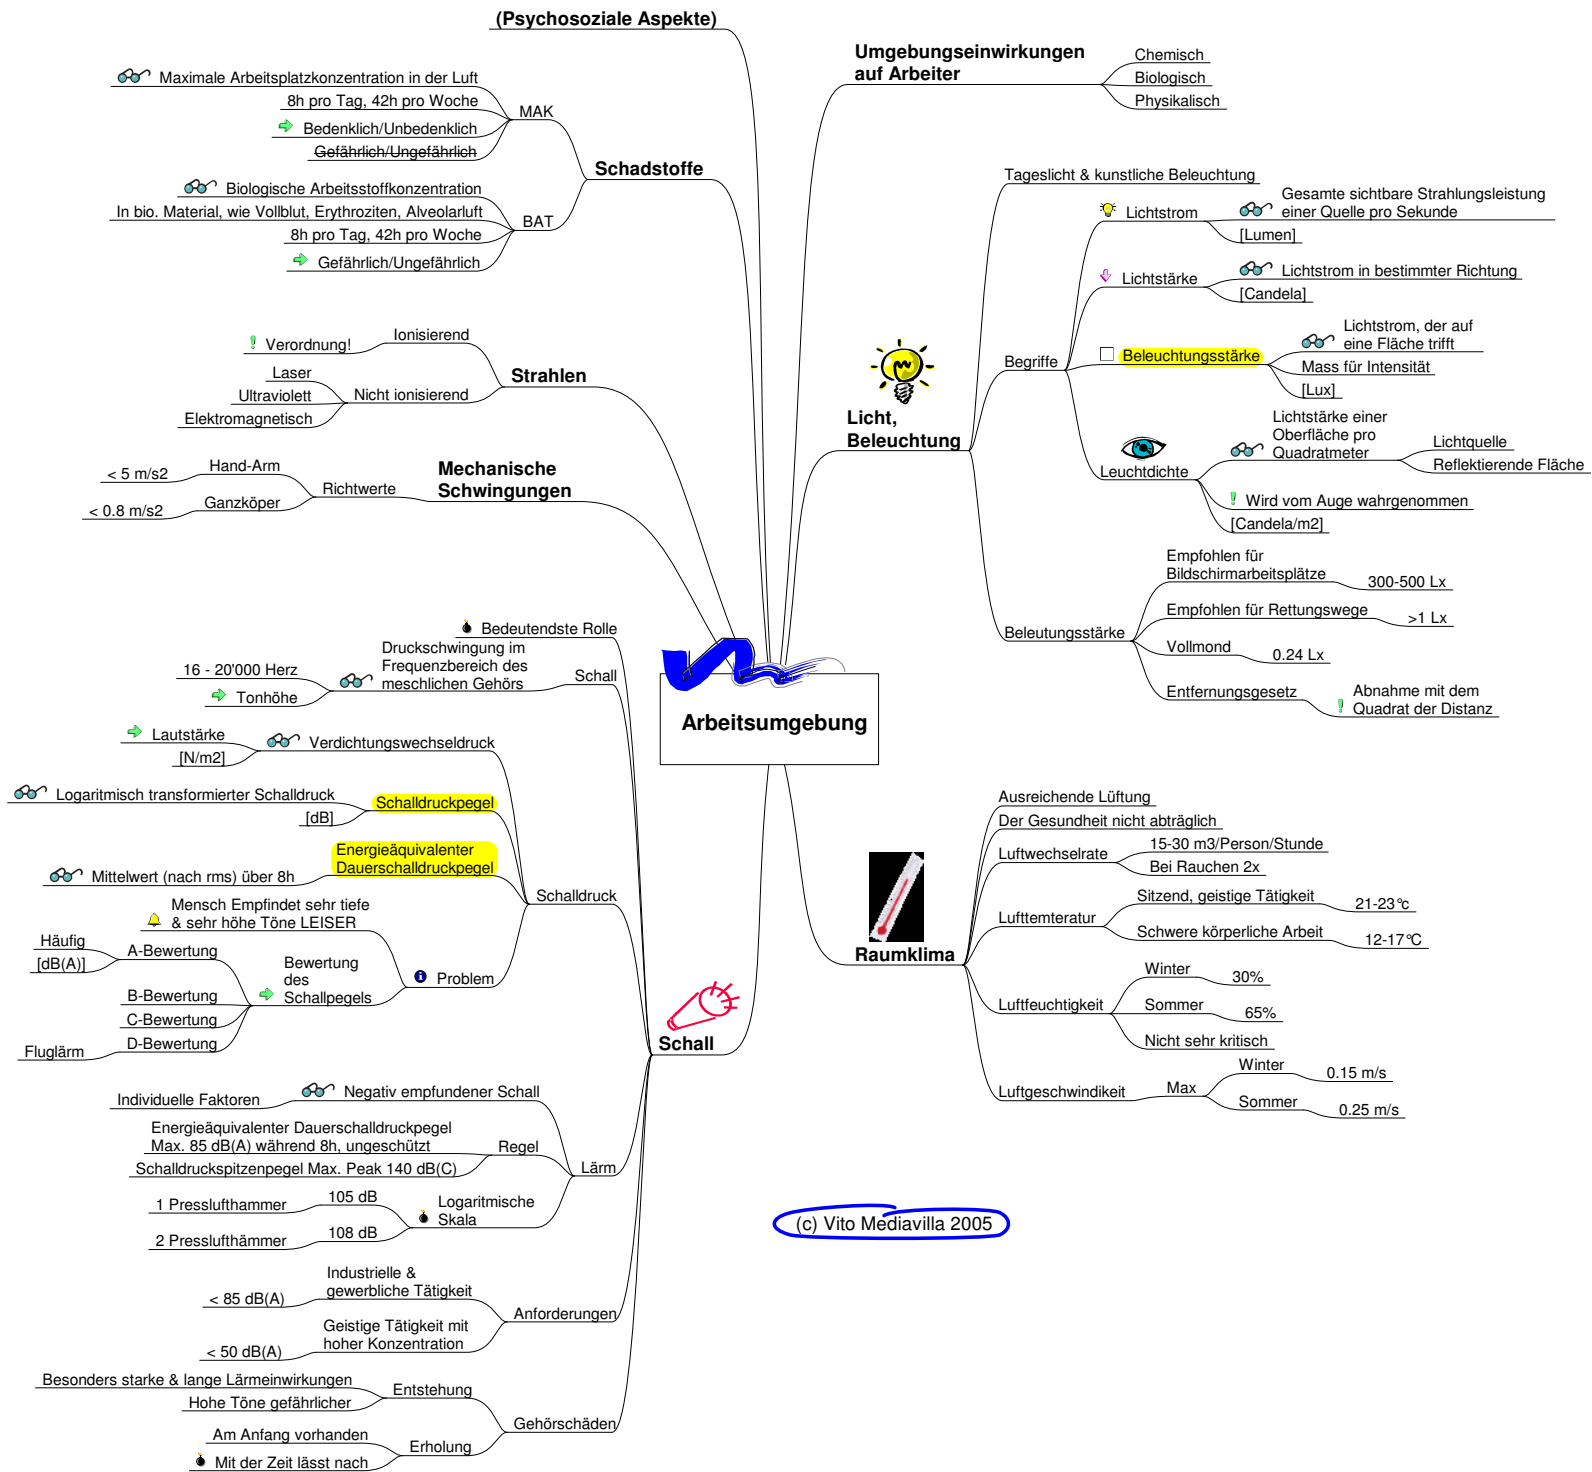 (Psychosoziale Aspekte)
Maximale Arbeitsplatzkonzentration in der Luft
8h pro Tag, 42h pro Woche
Bedenklich/Unbedenklich
Gefährlich/Ungefährlich
MAK
Schadstoffe
Biologische Arbeitsstoffkonzentration
In bio. Material, wie Vollblut, Erythroziten, Alveolarluft
8h pro Tag, 42h pro Woche
Gefährlich/Ungefährlich
BAT
Ionisierend
Verordnung!
Strahlen
Laser
Ultraviolett
Elektromagnetisch
Nicht ionisierend
Mechanische
Schwingungen
Richtwerte
Hand-Arm
< 5 m/s2
Ganzköper
< 0.8 m/s2
Bedeutendste Rolle
Druckschwingung im
Frequenzbereich des
meschlichen Gehörs
Schall
16 - 20'000 Herz
Tonhöhe
Lautstärke
[N/m2]
Verdichtungswechseldruck
Logaritmisch transformierter Schalldruck
[dB]
Schalldruckpegel
Energieäquivalenter
Dauerschalldruckpegel
Mittelwert (nach rms) über 8h
Schalldruck
Mensch Empfindet sehr tiefe
& sehr höhe Töne LEISER
Problem
Bewertung
des
Schallpegels
Häufig
[dB(A)]
A-Bewertung
B-Bewertung
C-Bewertung
D-Bewertung
Fluglärm
Schall
Individuelle Faktoren
Negativ empfundener Schall
Energieäquivalenter Dauerschalldruckpegel
Max. 85 dB(A) während 8h, ungeschützt
Schalldruckspitzenpegel Max. Peak 140 dB(C)
Regel
Lärm
1 Presslufthammer
105 dB
2 Presslufthämmer
108 dB
Logaritmische
Skala
Industrielle &
gewerbliche Tätigkeit
< 85 dB(A)
Geistige Tätigkeit mit
hoher Konzentration
< 50 dB(A)
Anforderungen
Besonders starke & lange Lärmeinwirkungen
Hohe Töne gefährlicher
Entstehung
Gehörschäden
Am Anfang vorhanden
Mit der Zeit lässt nach
Erholung
Arbeitsumgebung
Umgebungseinwirkungen
auf Arbeiter
Chemisch
Biologisch
Physikalisch
Licht,
Beleuchtung
Tageslicht & kunstliche Beleuchtung
Begriffe
Lichtstrom
Gesamte sichtbare Strahlungsleistung
einer Quelle pro Sekunde
[Lumen]
Lichtstärke
Lichtstrom in bestimmter Richtung
[Candela]
Beleuchtungsstärke
Lichtstrom, der auf
eine Fläche trifft
Mass für Intensität
[Lux]
Leuchtdichte
Lichtstärke einer
Oberfläche pro
Quadratmeter
Lichtquelle
Reflektierende Fläche
Wird vom Auge wahrgenommen
[Candela/m2]
Beleutungsstärke
Empfohlen für
Bildschirmarbeitsplätze
300-500 Lx
Empfohlen für Rettungswege
>1 Lx
Vollmond
0.24 Lx
Entfernungsgesetz
Abnahme mit dem
Quadrat der Distanz
Raumklima
Ausreichende Lüftung
Der Gesundheit nicht abträglich
Luftwechselrate
15-30 m3/Person/Stunde
Bei Rauchen 2x
Lufttemteratur
Sitzend, geistige Tätigkeit
21-23°c
Schwere körperliche Arbeit
12-17°C
Luftfeuchtigkeit
Winter
30%
Sommer
65%
Nicht sehr kritisch
Luftgeschwindikeit
Max
Winter
0.15 m/s
Sommer
0.25 m/s
(c) Vito Mediavilla 2005